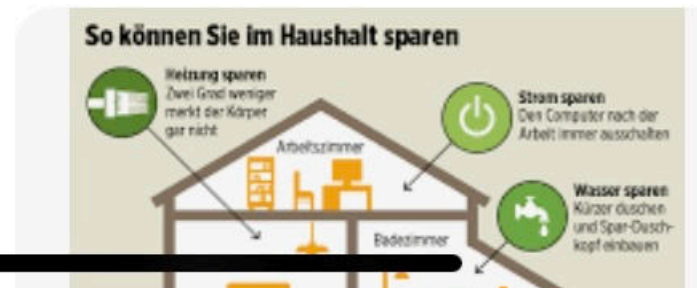 So können Sie im Haushalt sparen
Heizung sparen
Zwei Grad weniger
merkt der Körper
gar nicht
Strom sparen
Den Computer nach der
Arbeit immer ausschalten
Arbeitszimmer
Wasser sparen
Kürzer duschen
und Spar-Dusch-
kopf einbauen
Badezimmer